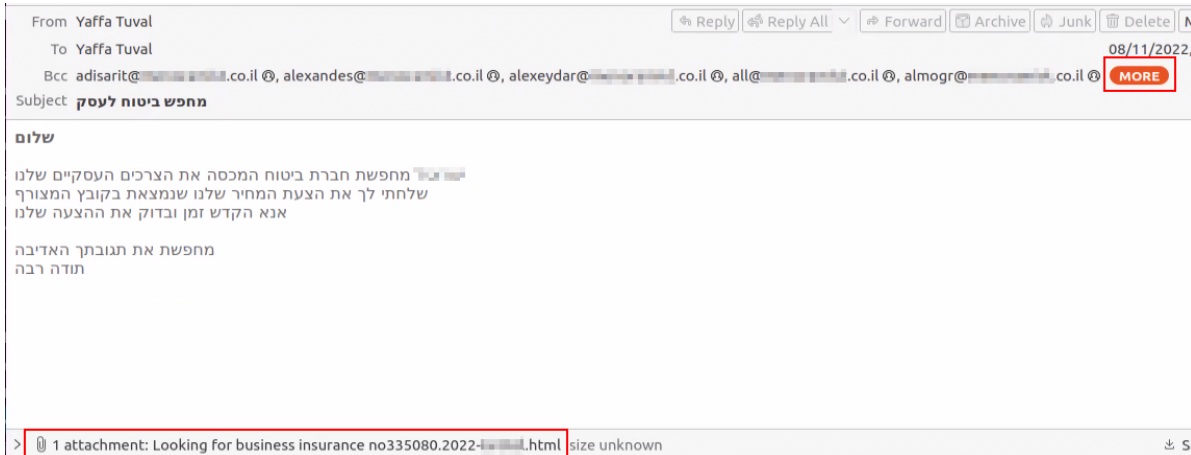 From Yaffa Tuval
Reply Reply All Forward Archive Junk Delete
To Yaffa Tuval
08/11/2022,
Bcc adisarit@ .co.il, alexandes@ .co.il, alexeydar@ .co.il, all@ .co.il, almogr@ .co.il MORE
Subject מחפש ביטוח לעסק
שלום
מחפשת חברת ביטוח המכסה את הצרכים העסקיים שלנו
שלחתי לך את הצעת המחיר שלנו שנמצאת בקובץ המצורף
אנא הקדש זמן ובדוק את ההצעה שלנו
מחפשת את תגובתך האדיבה
תודה רבה
1 attachment: Looking for business insurance no335080.2022- .html size unknown